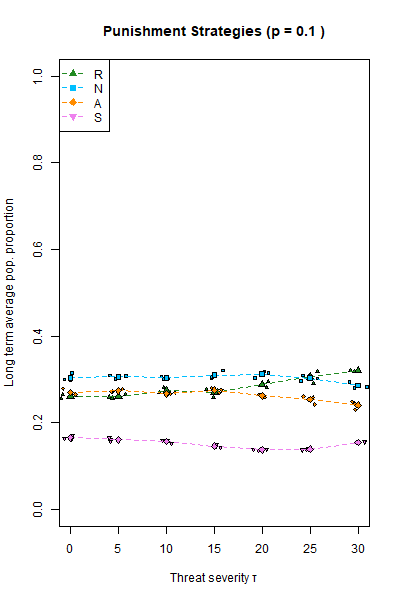 Punishment Strategies (p = 0.1 )
R
N
A
S
Long term average pop. proportion
1.0
0.8
0.6
0.4
0.2
0.0
0 5 10 15 20 25 30
Threat severity τ